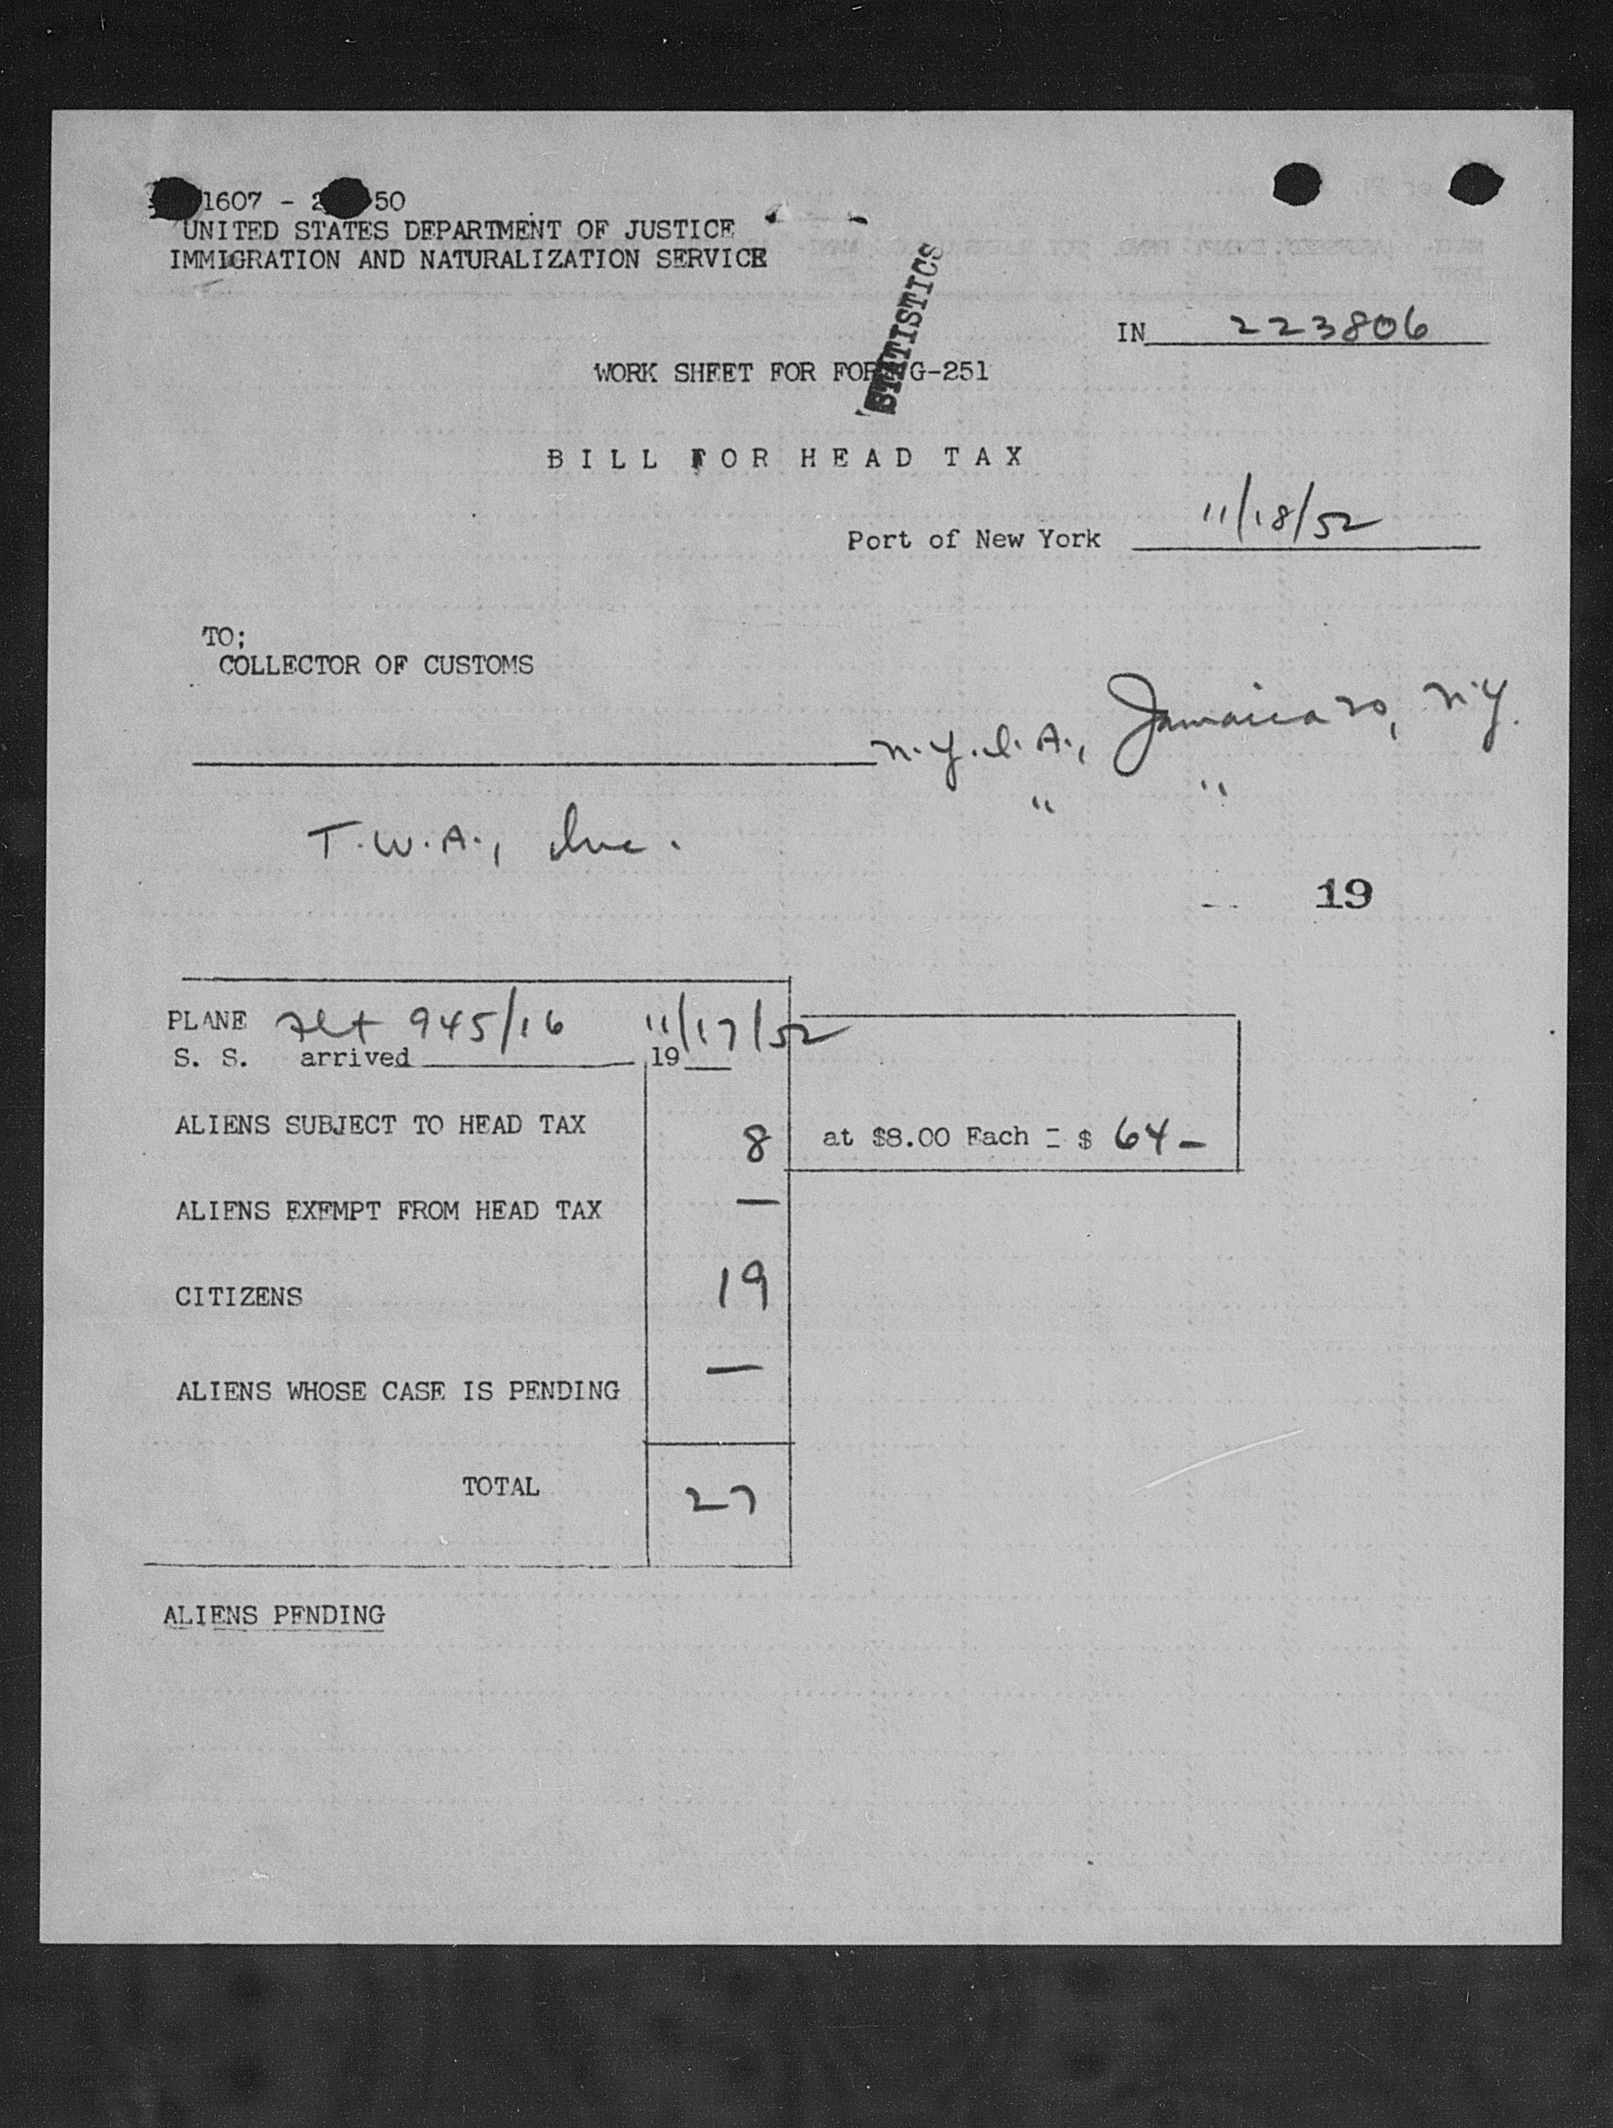 1607 - 2 50
UNITED STATES DEPARTMENT OF JUSTICE
IMMIGRATION AND NATURALIZATION SERVICE
STATISTICS
IN 223806
WORK SHEET FOR FORM G-251
BILL FOR HEAD TAX
Port of New York 11/18/52
TO;
COLLECTOR OF CUSTOMS
N.Y.I.A., Jamaica 20, N.Y.
T.W.A., Inc. " "
19
PLANE Flt 945/16 11/17/52
S. S. arrived 19
ALIENS SUBJECT TO HEAD TAX 8 at $8.00 Each = $ 64 —
ALIENS EXEMPT FROM HEAD TAX —
CITIZENS 19
ALIENS WHOSE CASE IS PENDING —
TOTAL 27
ALIENS PENDING